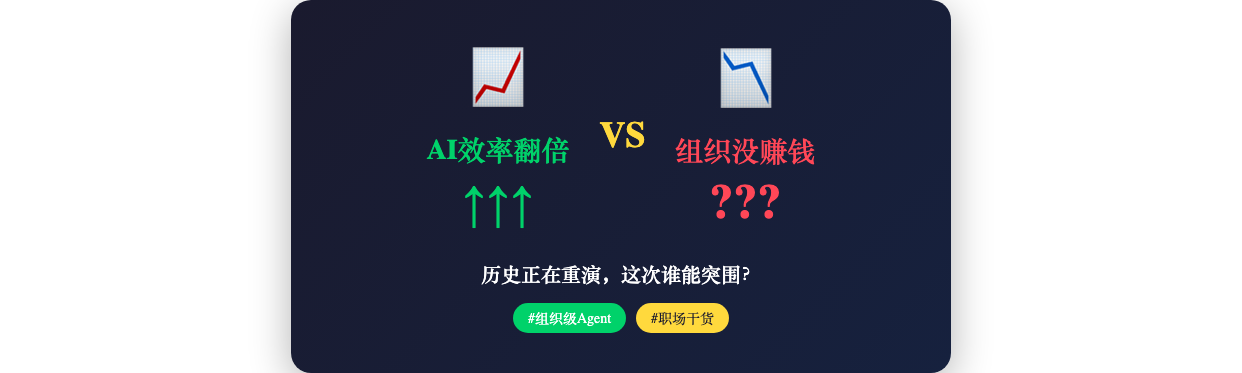 AI效率翻倍
↑↑↑
vs
组织没赚钱
???
历史正在重演，这次谁能突围?
#组织级Agent
#职场干货